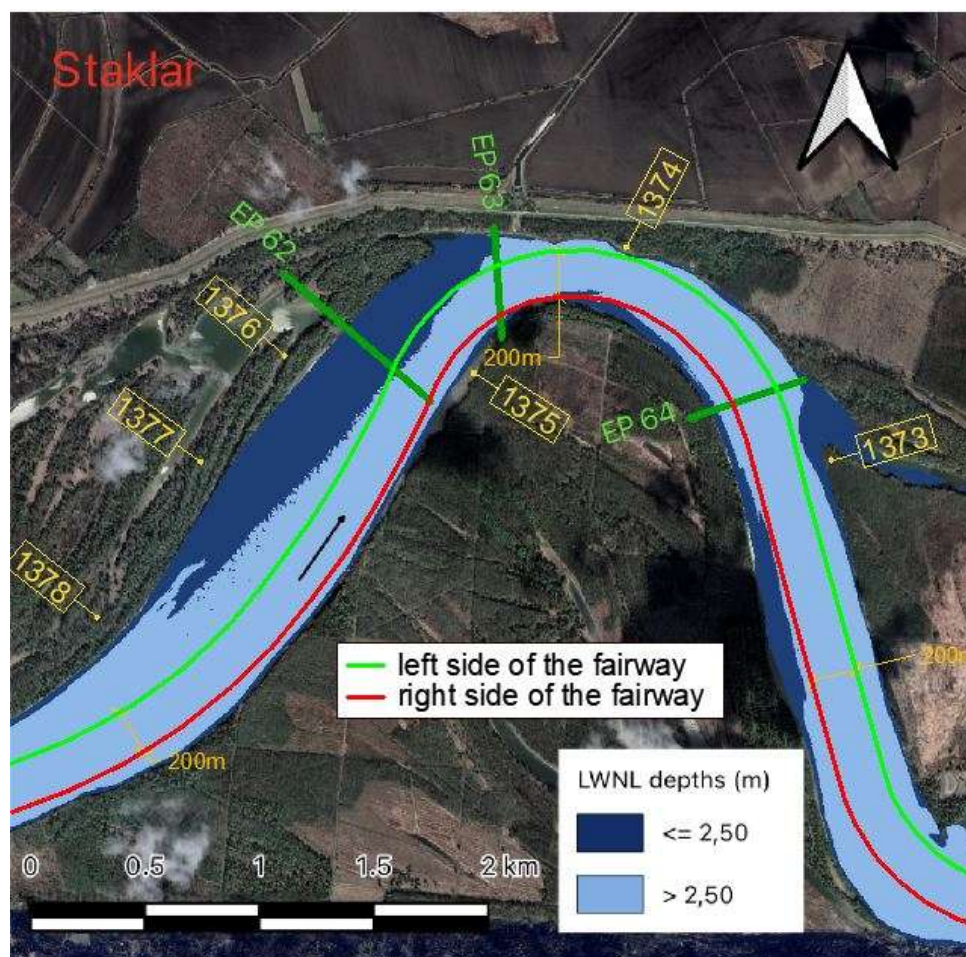 Staklar
EP 63
1374
EP 62
1376
200m
1375
1377
EP 64
1373
1378
left side of the fairway
right side of the fairway
200m
200m
LWNL depths (m)
<= 2,50
> 2,50
0 0.5 1 1.5 2 km